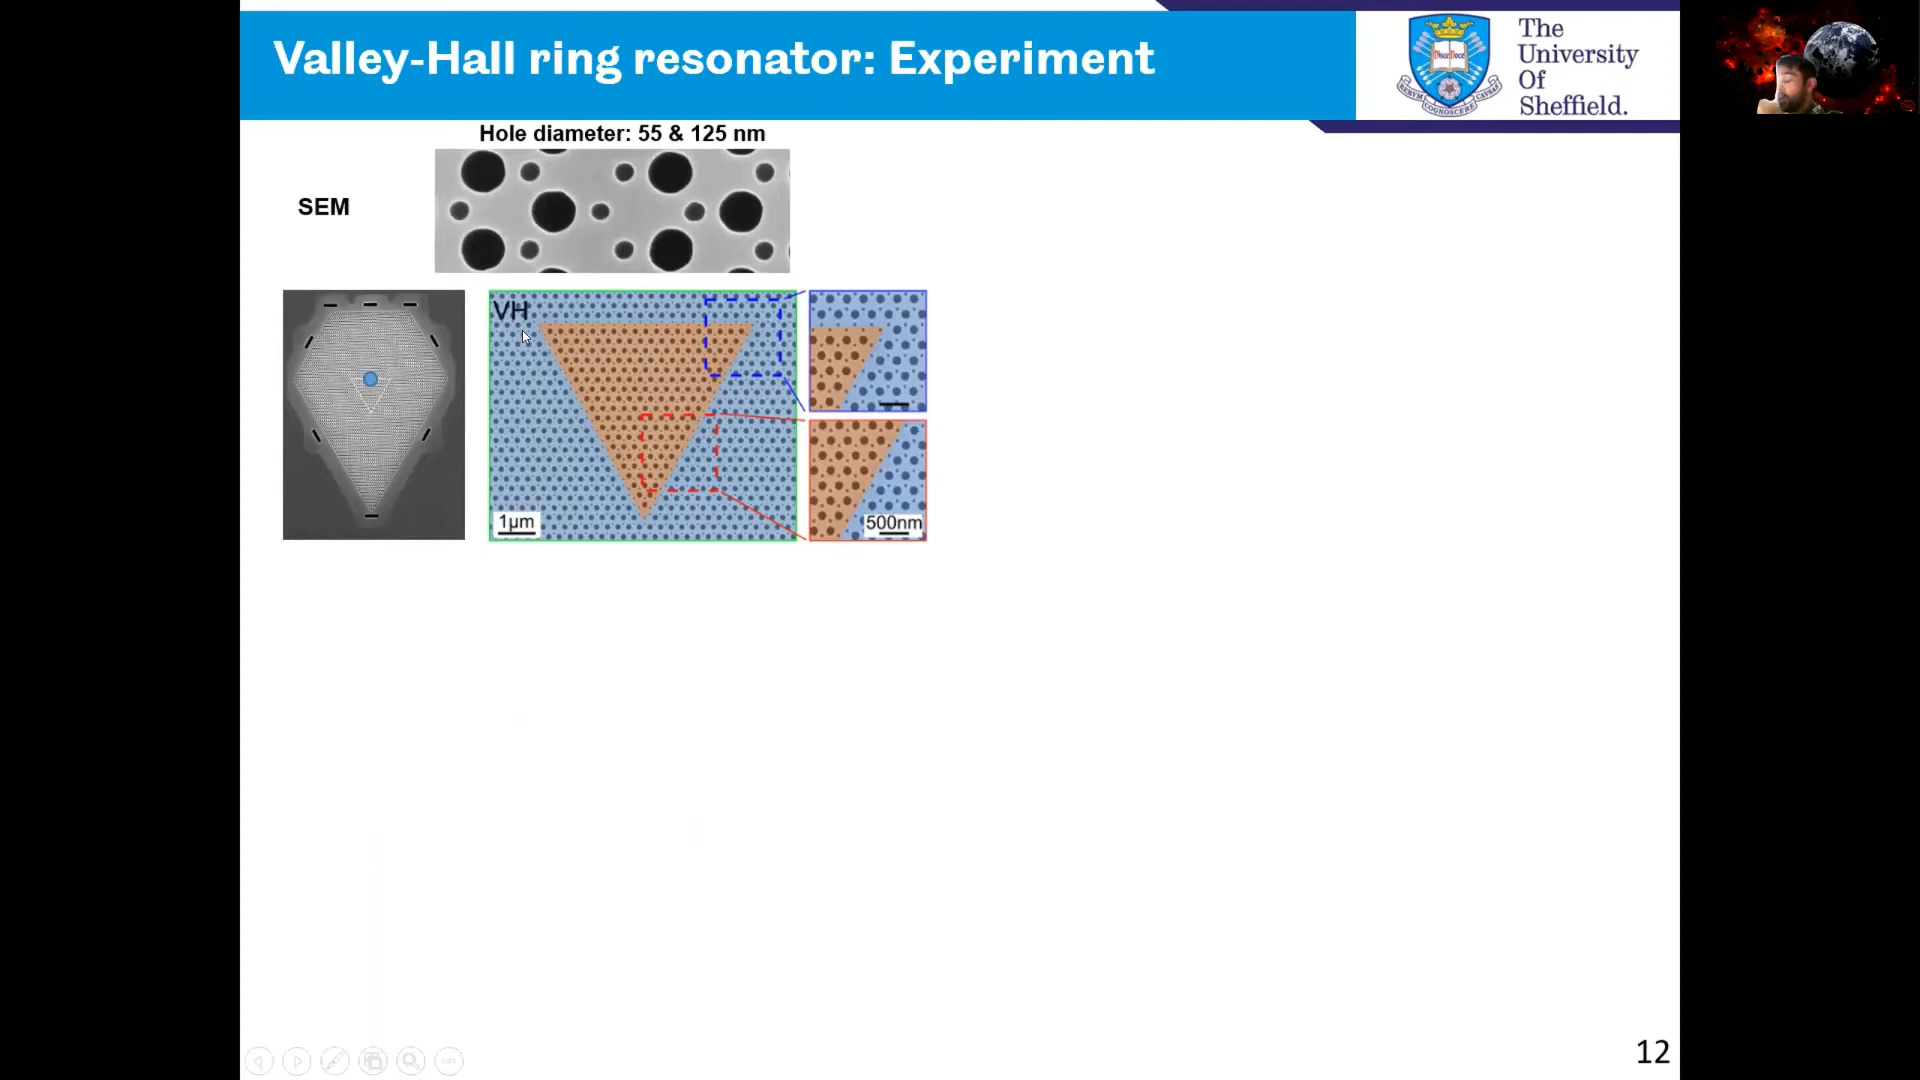 Valley-Hall ring resonator: Experiment
The
University
Of
Sheffield.
Hole diameter: 55 & 125 nm
SEM
VH
1μm
500nm
12